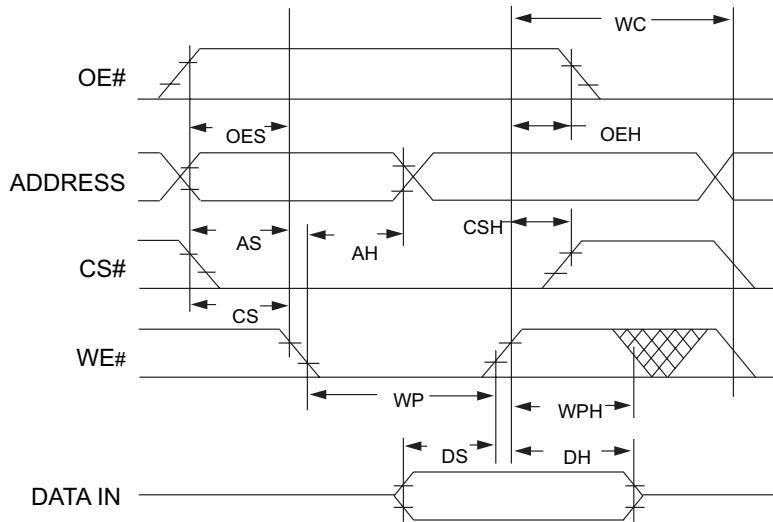 WC
OE#
OES
OEH
ADDRESS
CSH
AS
AH
CS#
CS
WE#
WP
WPH
DS
DH
DATA IN